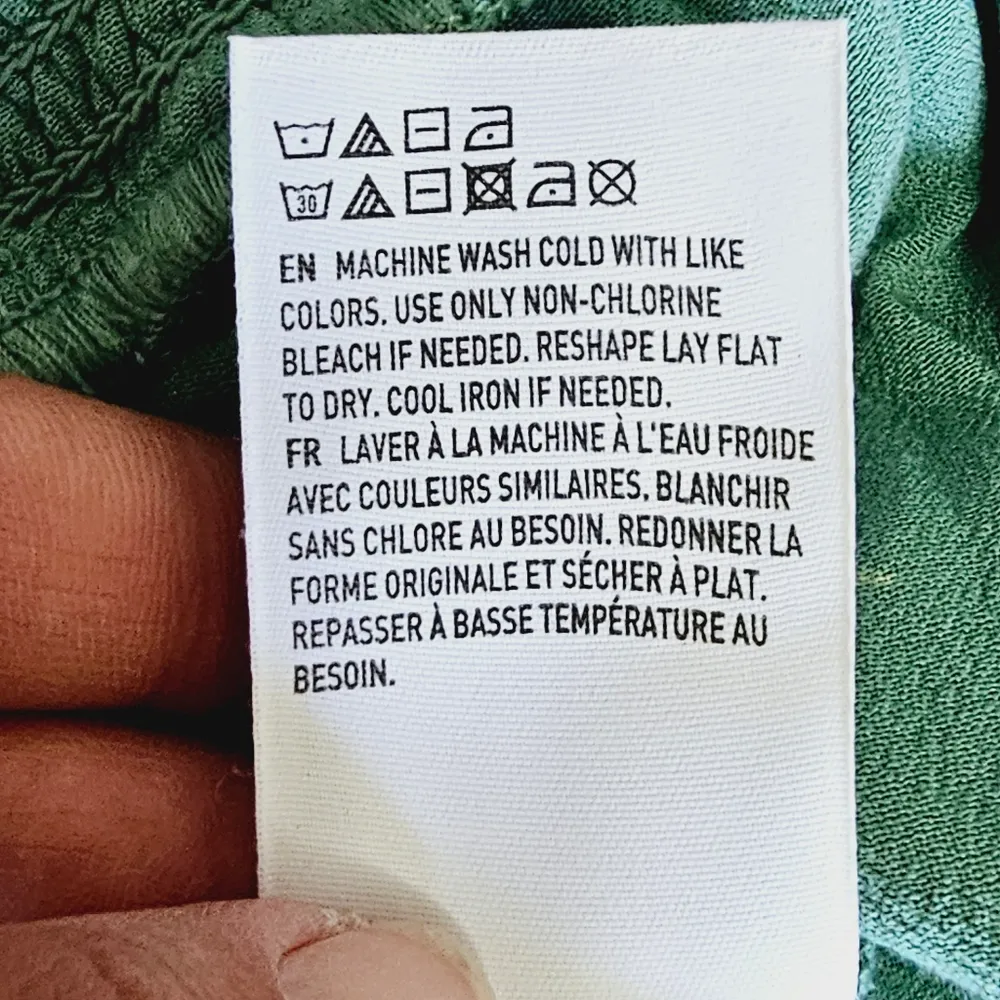 30
EN MACHINE WASH COLD WITH LIKE
COLORS. USE ONLY NON-CHLORINE
BLEACH IF NEEDED. RESHAPE LAY FLAT
TO DRY. COOL IRON IF NEEDED.
FR LAVER À LA MACHINE À L'EAU FROIDE
AVEC COULEURS SIMILAIRES. BLANCHIR
SANS CHLORE AU BESOIN. REDONNER LA
FORME ORIGINALE ET SÉCHER À PLAT.
REPASSER À BASSE TEMPÉRATURE AU
BESOIN.